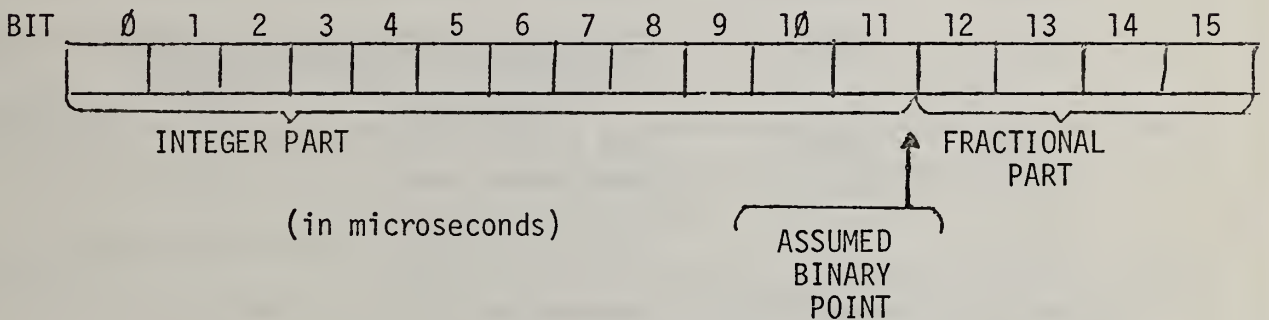 BIT Ø 1 2 3 4 5 6 7 8 9 1Ø 11 12 13 14 15
INTEGER PART
FRACTIONAL
PART
(in microseconds)
ASSUMED
BINARY
POINT